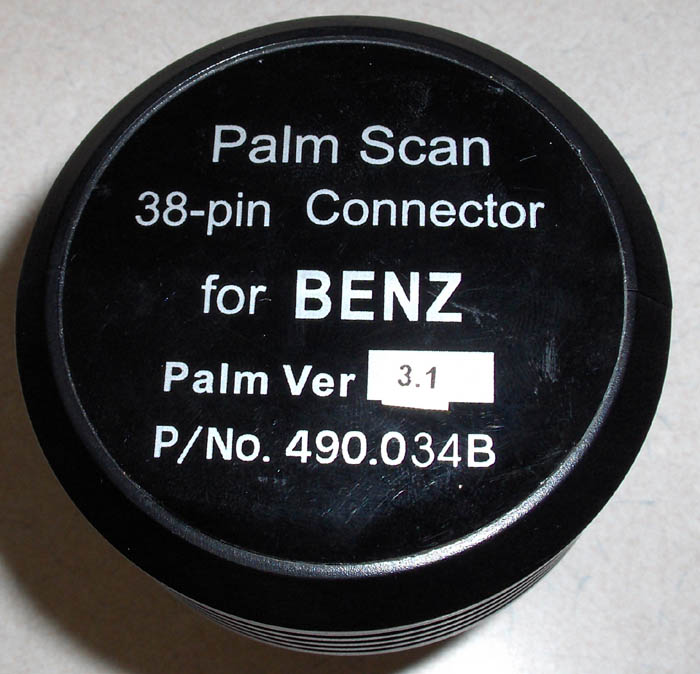 Palm Scan
38-pin Connector
for BENZ
Palm Ver 3.1
P/No. 490.034B